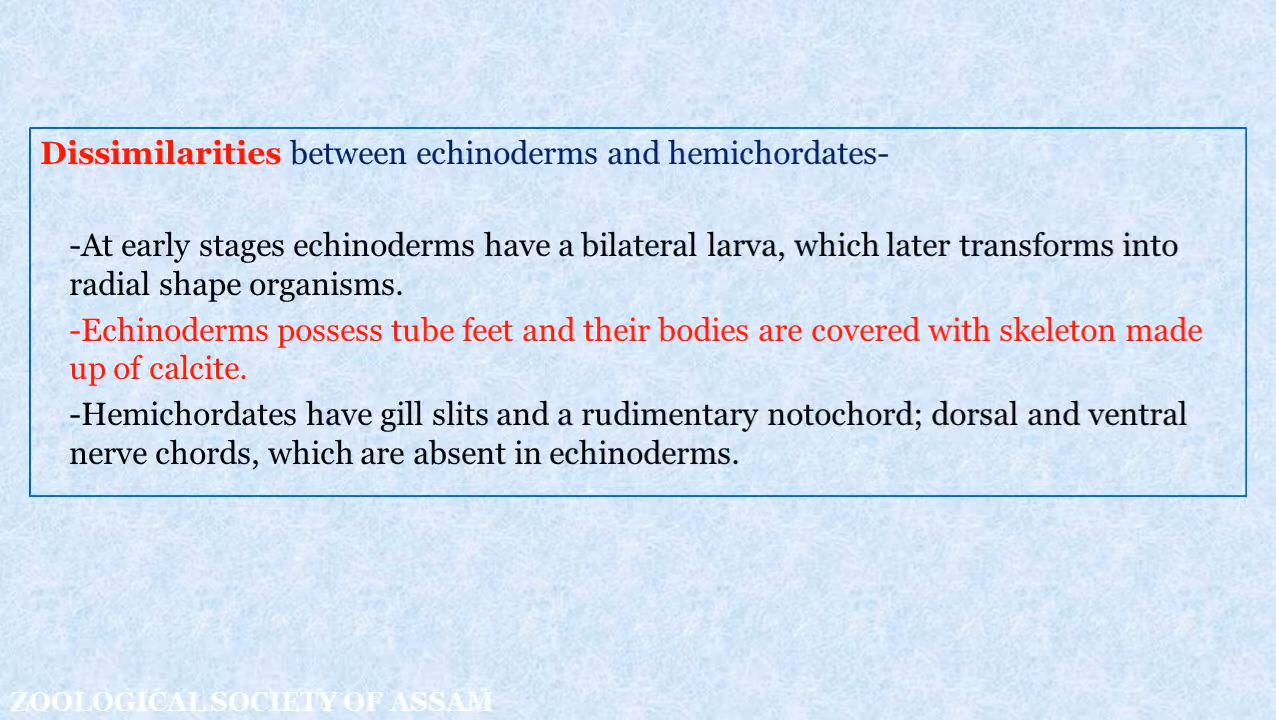 Dissimilarities between echinoderms and hemichordates-
-At early stages echinoderms have a bilateral larva, which later transforms into
radial shape organisms.
-Echinoderms possess tube feet and their bodies are covered with skeleton made
up of calcite.
-Hemichordates have gill slits and a rudimentary notochord; dorsal and ventral
nerve chords, which are absent in echinoderms.
ZOOLOGICAL SOCIETY OF ASSAM